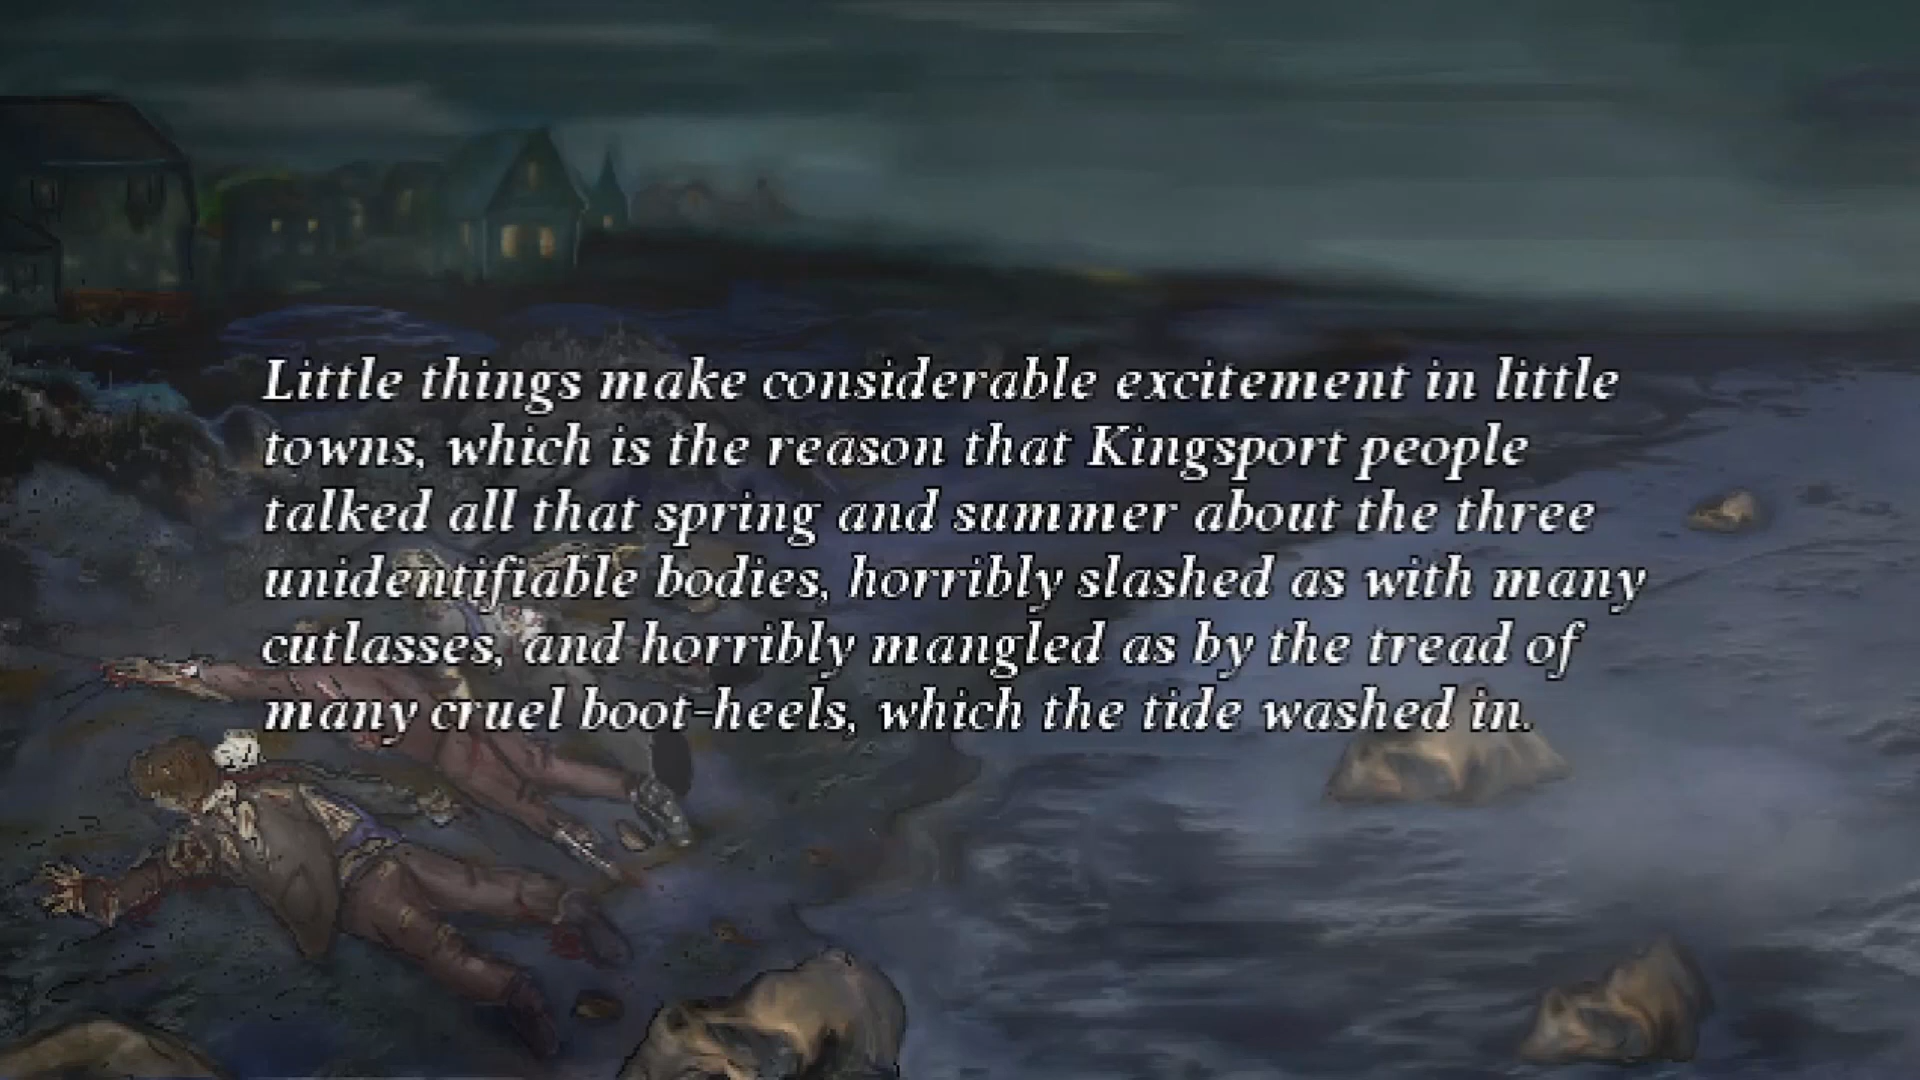 Little things make considerable excitement in little
towns, which is the reason that Kingsport people
talked all that spring and summer about the three
unidentifiable bodies, horribly slashed as with many
cutlasses, and horribly mangled as by the tread of
many cruel boot-heels, which the tide washed in.